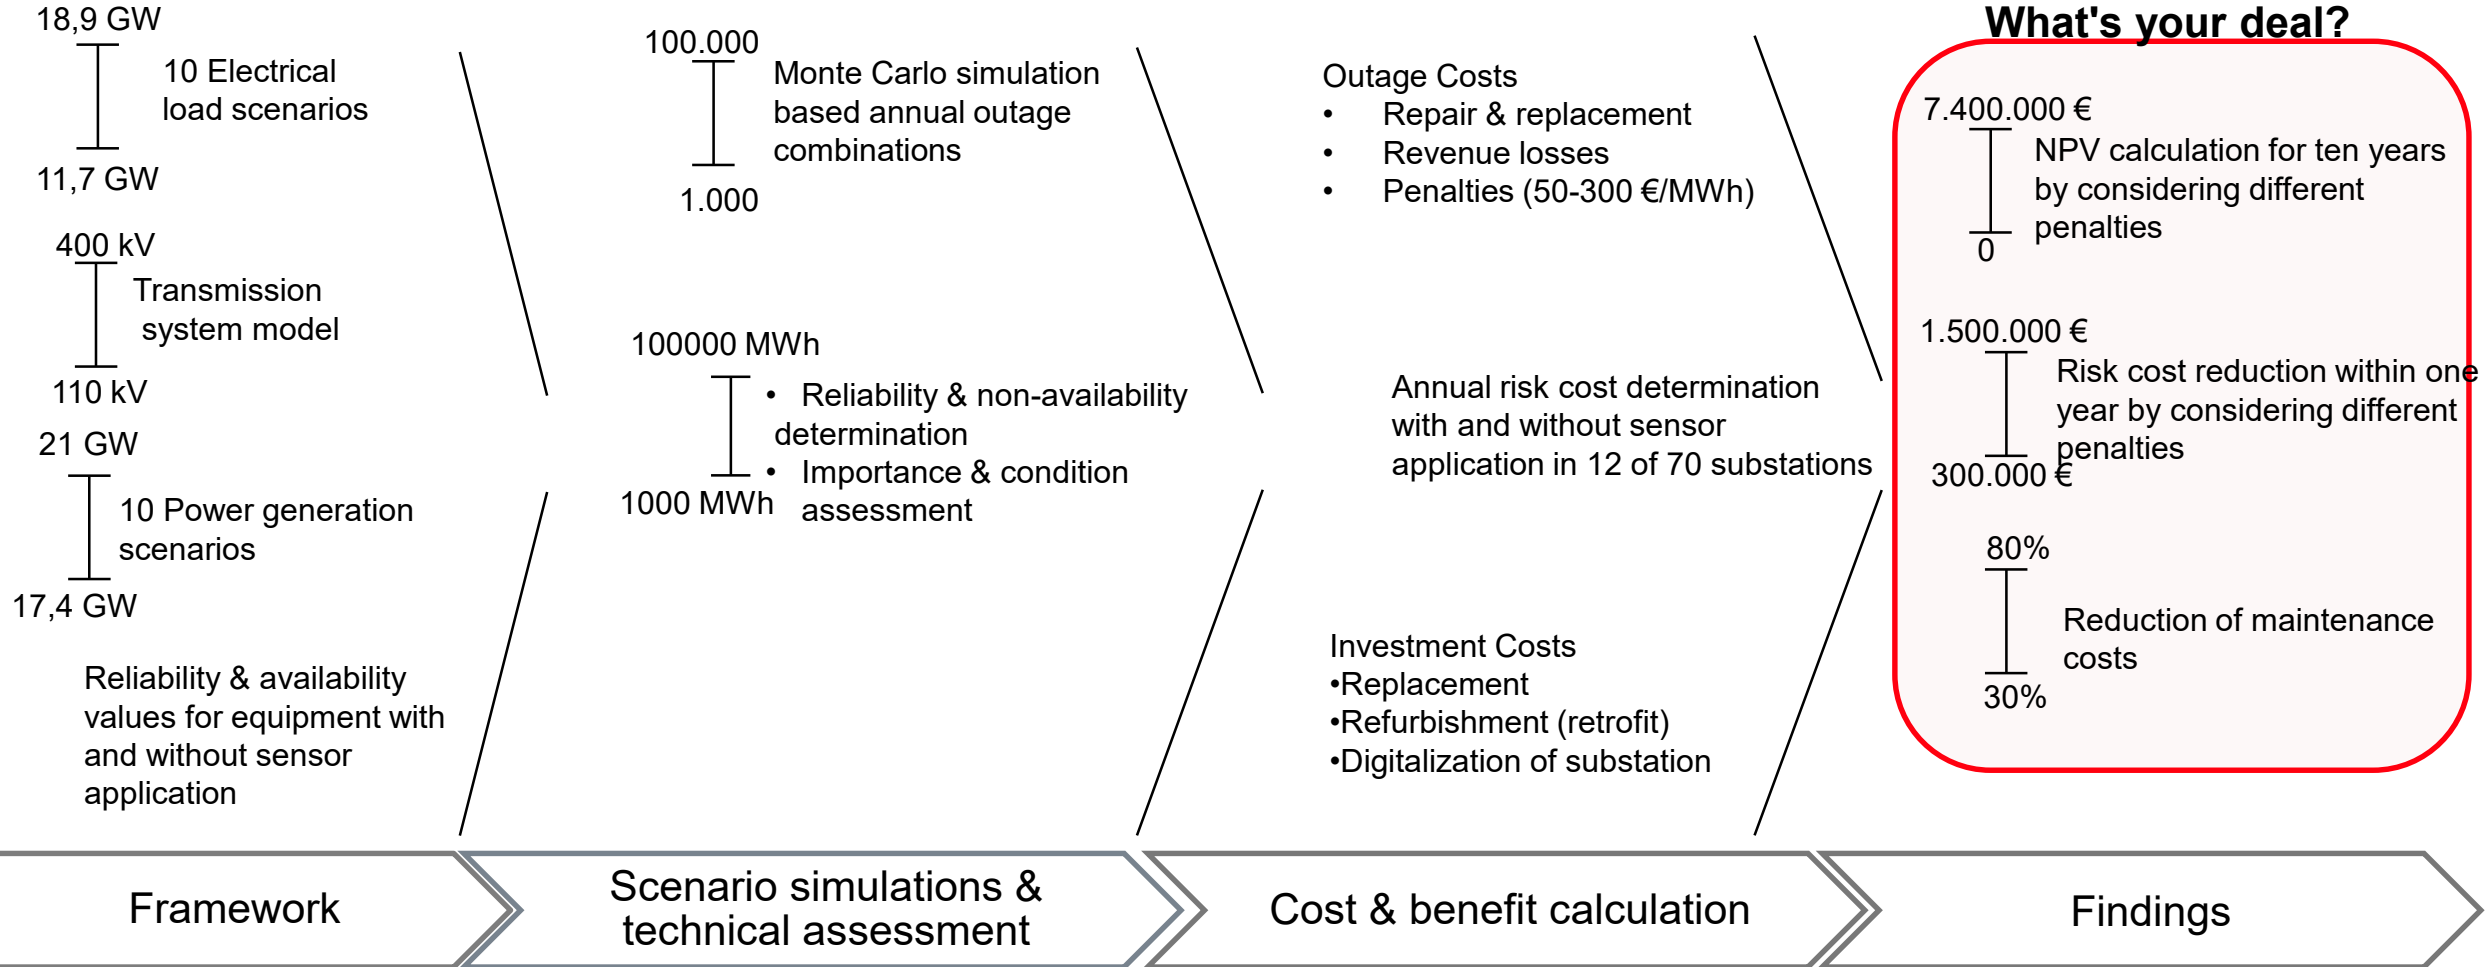 18,9 GW
10 Electrical
load scenarios
11,7 GW
400 kV
Transmission
system model
110 kV
21 GW
10 Power generation
scenarios
17,4 GW
Reliability & availability
values for equipment with
and without sensor
application
100.000
Monte Carlo simulation
based annual outage
combinations
1.000
100000 MWh
• Reliability & non-availability
determination
• Importance & condition
assessment
1000 MWh
Outage Costs
• Repair & replacement
• Revenue losses
• Penalties (50-300 €/MWh)
Annual risk cost determination
with and without sensor
application in 12 of 70 substations
Investment Costs
•Replacement
•Refurbishment (retrofit)
•Digitalization of substation
What's your deal?
7.400.000 €
NPV calculation for ten years
by considering different
penalties
0
1.500.000 €
Risk cost reduction within one
year by considering different
penalties
300.000 €
80%
Reduction of maintenance
costs
30%
Framework
Scenario simulations &
technical assessment
Cost & benefit calculation
Findings